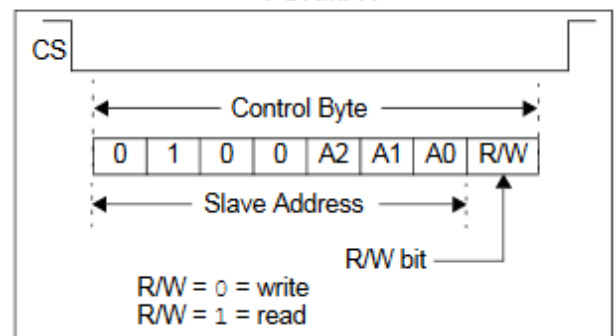 CS
Control Byte
0 1 0 0 A2 A1 A0 R/W
Slave Address
R/W bit
R/W = 0 = write
R/W = 1 = read